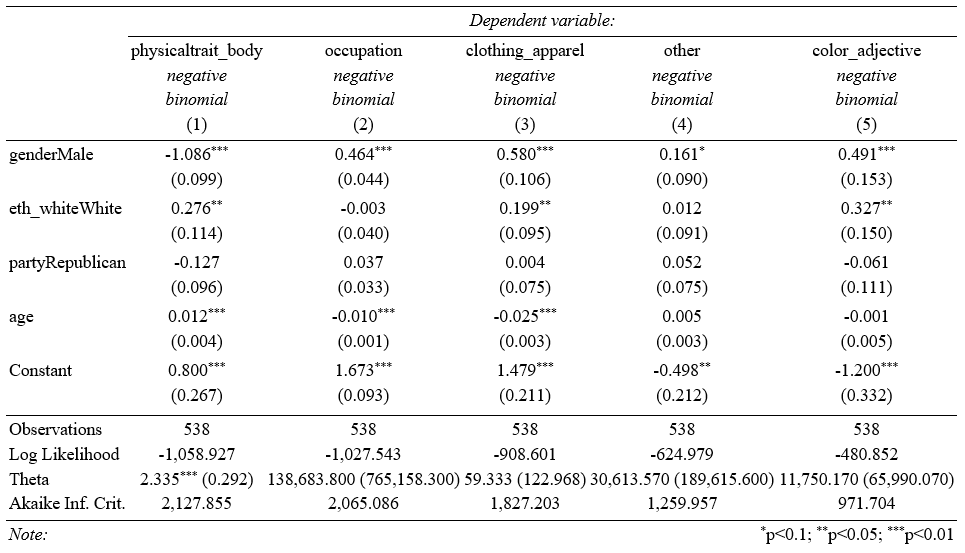 Dependent variable:
physicaltrait_body occupation clothing_apparel other color_adjective
negative negative negative negative negative
binomial binomial binomial binomial binomial
(1) (2) (3) (4) (5)
genderMale -1.086*** 0.464*** 0.580*** 0.161* 0.491***
(0.099) (0.044) (0.106) (0.090) (0.153)
eth_whiteWhite 0.276** -0.003 0.199** 0.012 0.327**
(0.114) (0.040) (0.095) (0.091) (0.150)
partyRepublican -0.127 0.037 0.004 0.052 -0.061
(0.096) (0.033) (0.075) (0.075) (0.111)
age 0.012*** -0.010*** -0.025*** 0.005 -0.001
(0.004) (0.001) (0.003) (0.003) (0.005)
Constant 0.800*** 1.673*** 1.479*** -0.498** -1.200***
(0.267) (0.093) (0.211) (0.212) (0.332)
Observations 538 538 538 538 538
Log Likelihood -1,058.927 -1,027.543 -908.601 -624.979 -480.852
Theta 2.335*** (0.292) 138,683.800 (765,158.300) 59.333 (122.968) 30,613.570 (189,615.600) 11,750.170 (65,990.070)
Akaike Inf. Crit. 2,127.855 2,065.086 1,827.203 1,259.957 971.704
Note: *p<0.1; **p<0.05; ***p<0.01